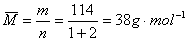 M̅ = m/n = 114/(1+2) = 38g·mol⁻¹